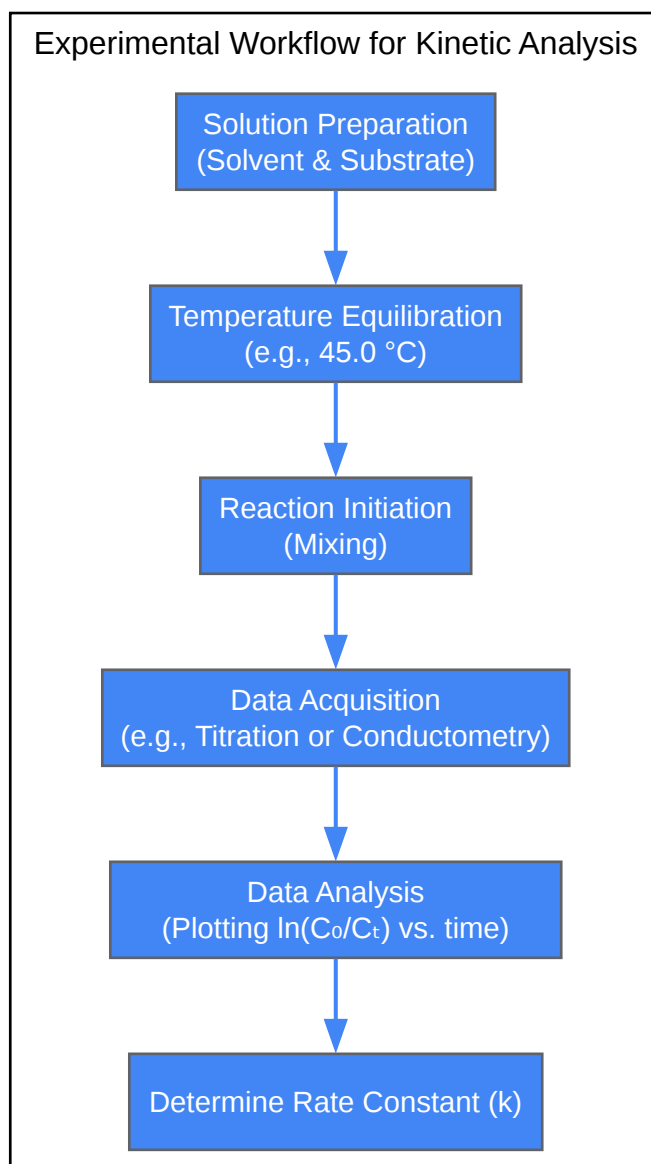 Experimental Workflow for Kinetic Analysis
Solution Preparation
(Solvent & Substrate)
Temperature Equilibration
(e.g., 45.0 °C)
Reaction Initiation
(Mixing)
Data Acquisition
(e.g., Titration or Conductometry)
Data Analysis
(Plotting ln(C₀/Cₜ) vs. time)
Determine Rate Constant (k)